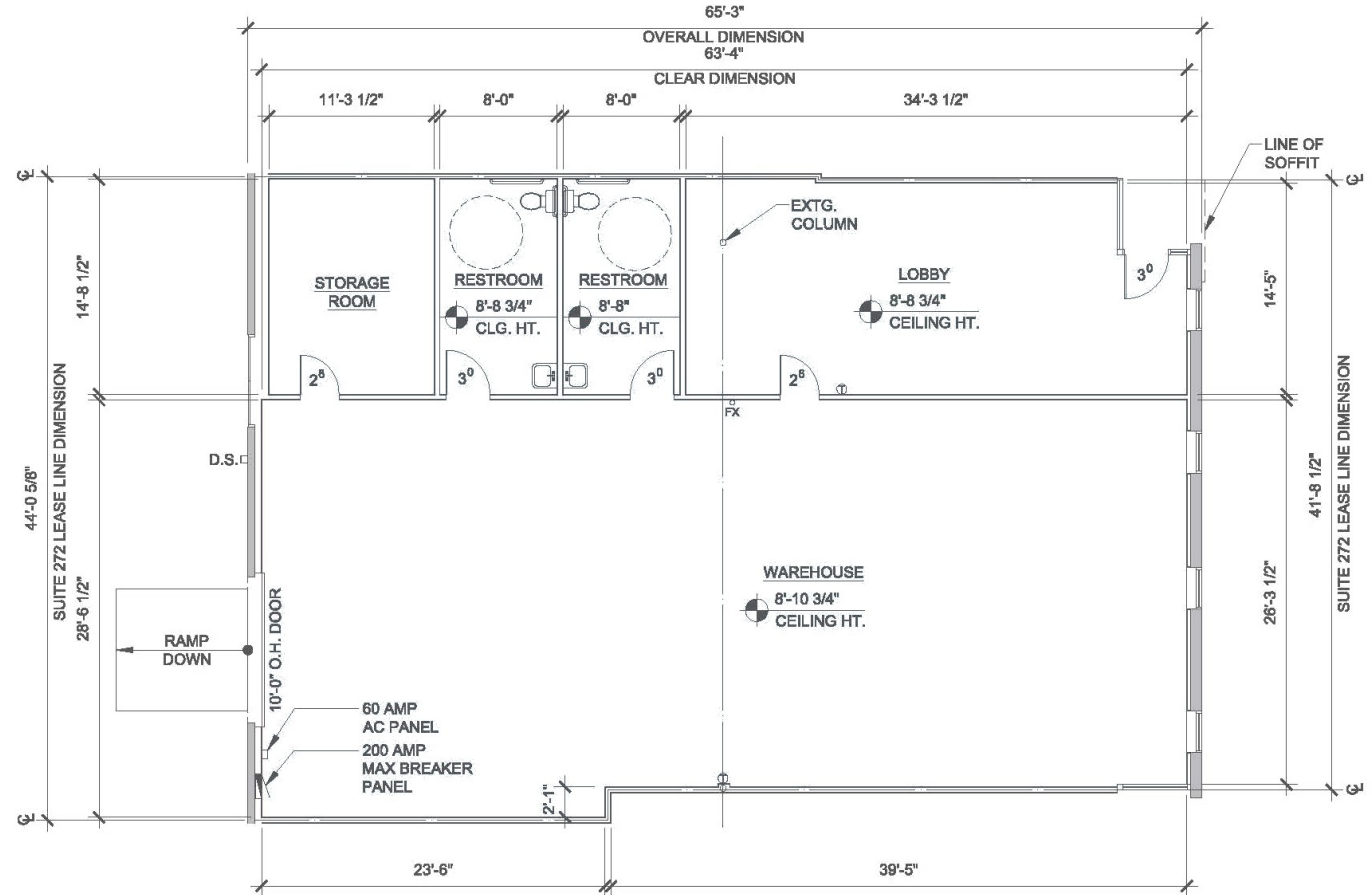 65'-3"
OVERALL DIMENSION
63'-4"
CLEAR DIMENSION
11'-3 1/2"
8'-0"
8'-0"
34'-3 1/2"
LINE OF
SOFFIT
EXTG.
COLUMN
STORAGE
ROOM
RESTROOM
8'-8 3/4"
CLG. HT.
RESTROOM
8'-8"
CLG. HT.
LOBBY
8'-8 3/4"
CEILING HT.
3⁰
14'-8 1/2"
14'-5"
2⁶
3⁰
3⁰
2⁶
T
FX
D.S.
44'-0 5/8"
SUITE 272 LEASE LINE DIMENSION
28'-6 1/2"
RAMP
DOWN
10'-0" O.H. DOOR
WAREHOUSE
8'-10 3/4"
CEILING HT.
26'-3 1/2"
41'-8 1/2"
SUITE 272 LEASE LINE DIMENSION
60 AMP
AC PANEL
200 AMP
MAX BREAKER
PANEL
2'-1"
23'-6"
39'-5"